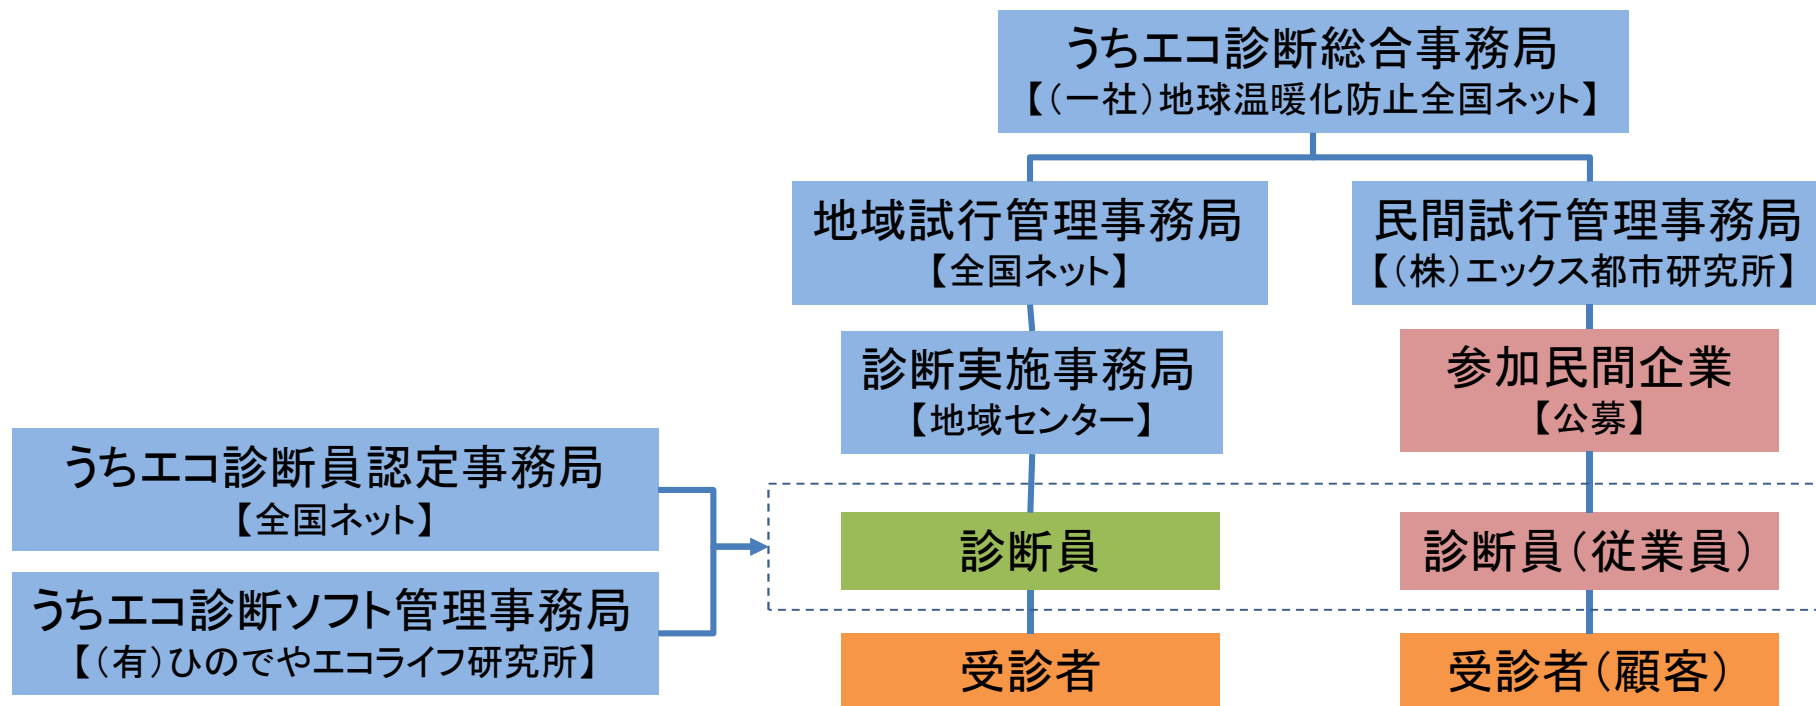 うちエコ診断総合事務局
【(一社)地球温暖化防止全国ネット】
地域試行管理事務局
【全国ネット】
民間試行管理事務局
【(株)エックス都市研究所】
診断実施事務局
【地域センター】
参加民間企業
【公募】
うちエコ診断員認定事務局
【全国ネット】
うちエコ診断ソフト管理事務局
【(有)ひのでやエコライフ研究所】
診断員
診断員(従業員)
受診者
受診者(顧客)